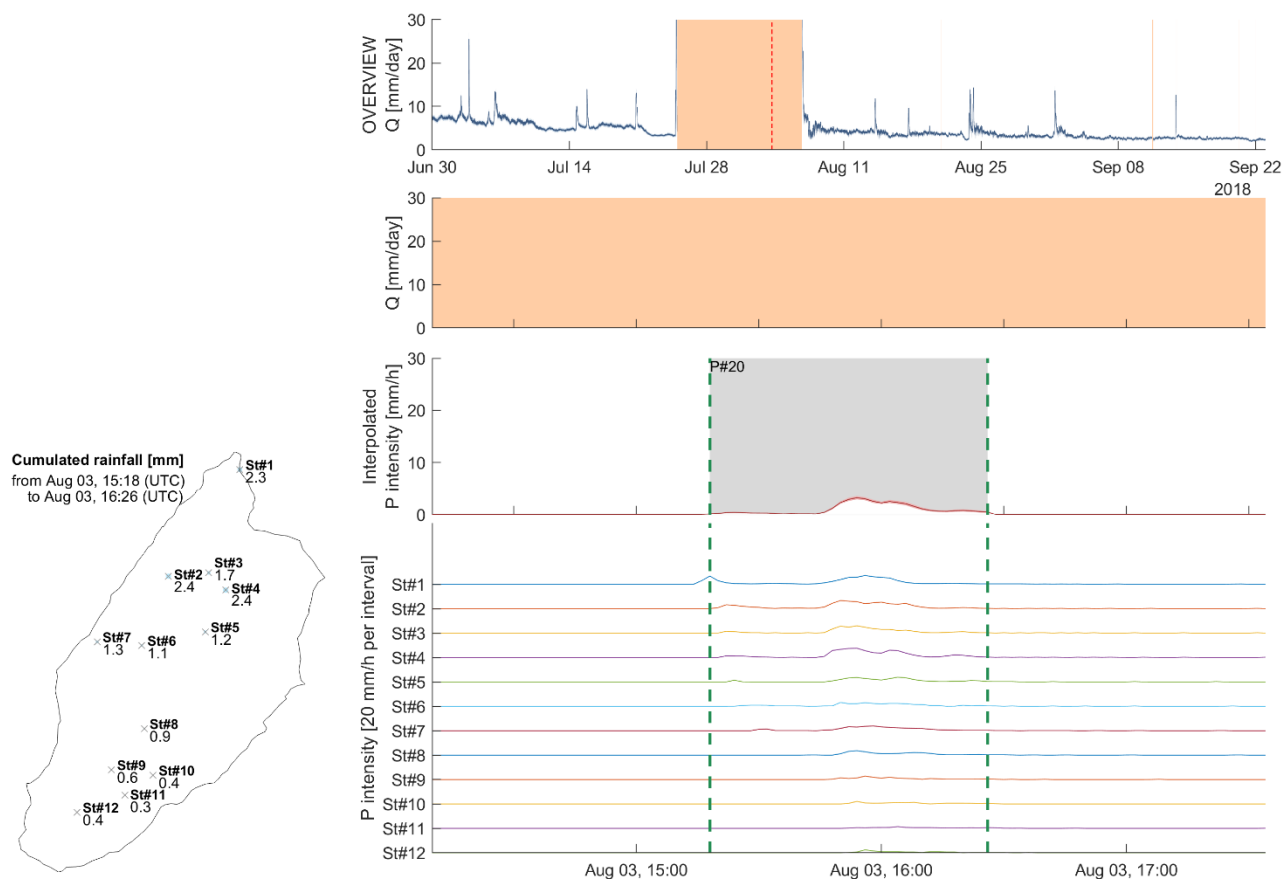 OVERVIEW
Q [mm/day]
30
20
10
0
Jun 30
Jul 14
Jul 28
Aug 11
Aug 25
Sep 08
Sep 22
2018
Q [mm/day]
30
20
10
0
Interpolated
P intensity [mm/h]
30
20
10
0
P#20
Cumulated rainfall [mm]
from Aug 03, 15:18 (UTC)
to Aug 03, 16:26 (UTC)
St#1
2.3
St#3
1.7
St#2
2.4
St#4
2.4
St#5
1.2
St#7
1.3
St#6
1.1
St#8
0.9
St#9
0.6
St#10
0.4
St#11
0.3
St#12
0.4
P intensity [20 mm/h per interval]
St#1
St#2
St#3
St#4
St#5
St#6
St#7
St#8
St#9
St#10
St#11
St#12
Aug 03, 15:00
Aug 03, 16:00
Aug 03, 17:00